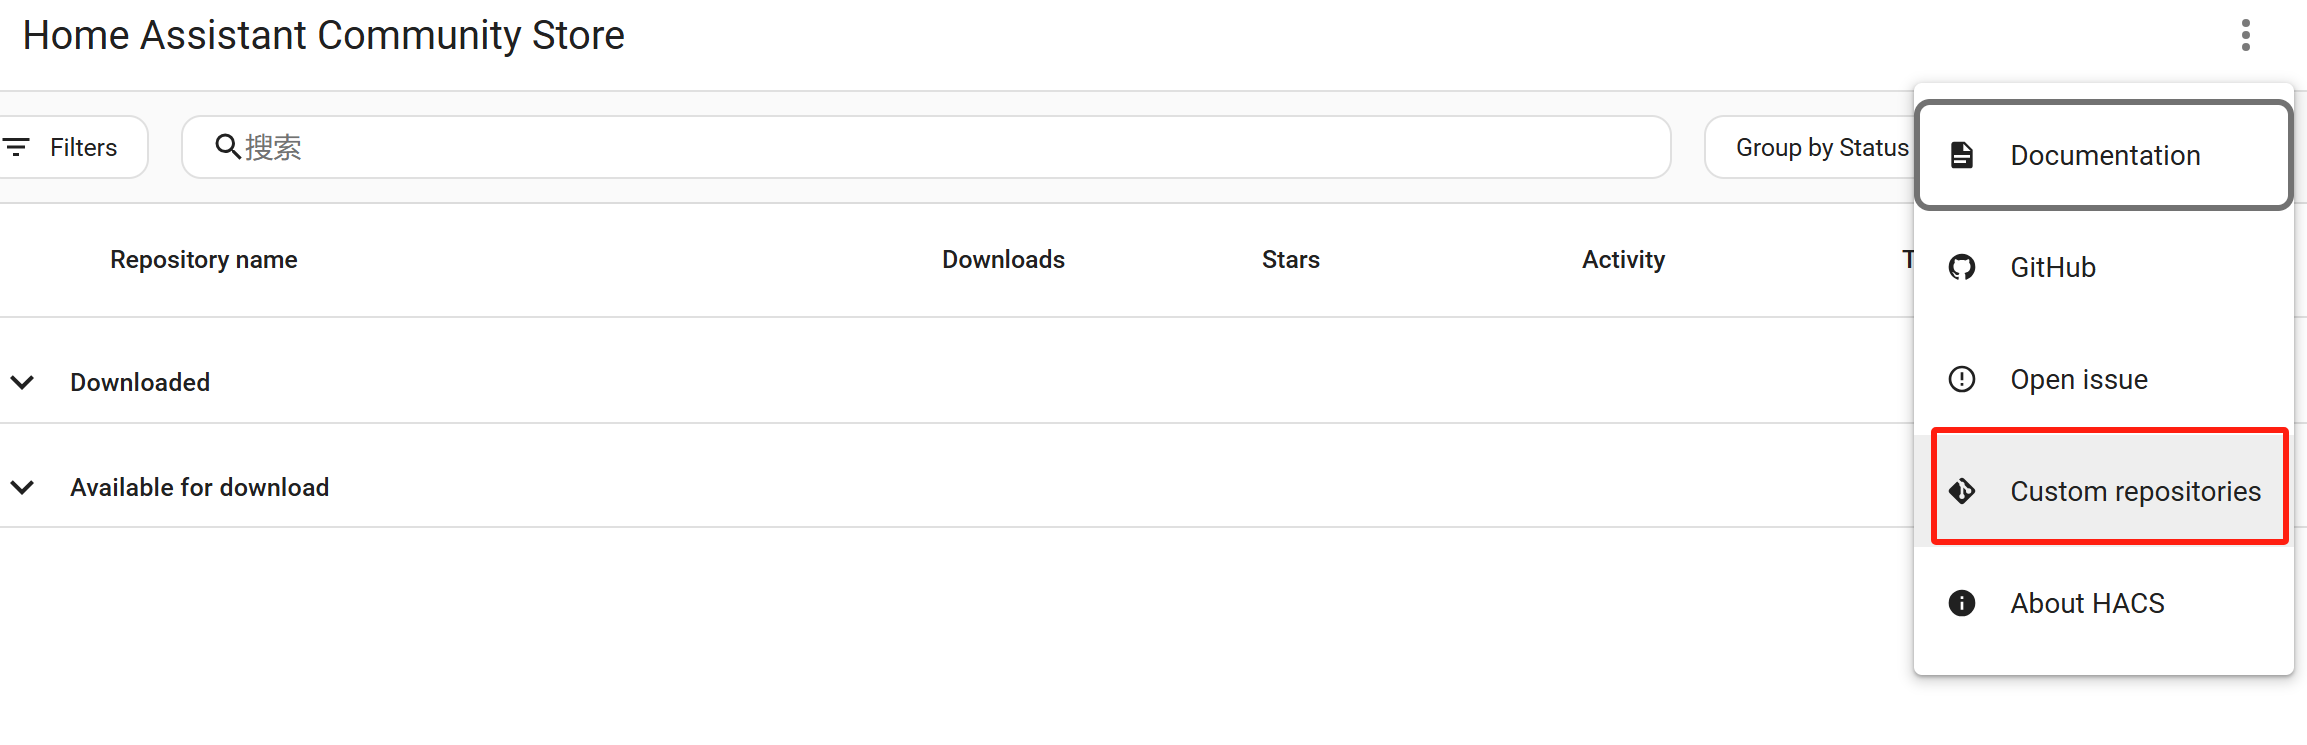 Home Assistant Community Store
Filters
搜索
Group by Status
Repository name
Downloads
Stars
Activity
T
Downloaded
Available for download
Documentation
GitHub
Open issue
Custom repositories
About HACS